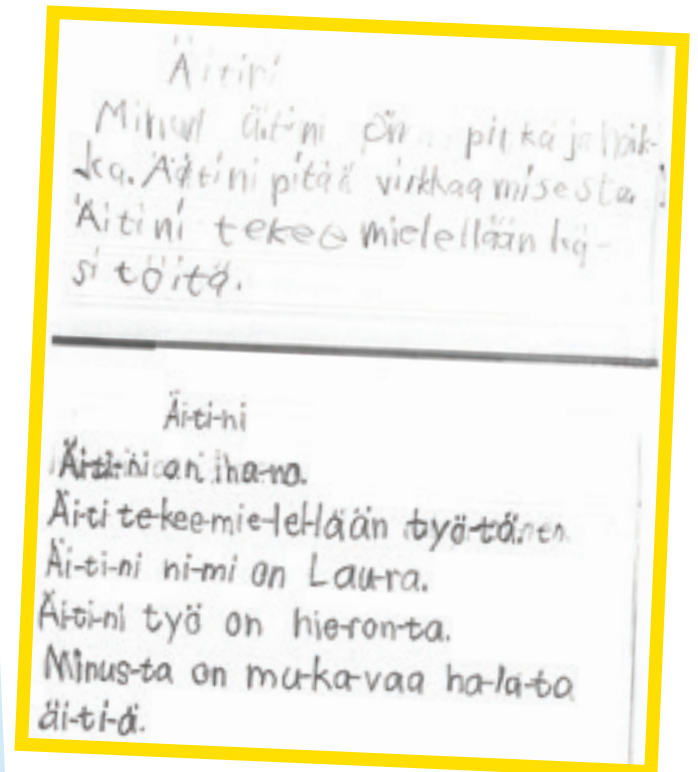 Äitini
Minun äitini on pitkä ja hoik-
ka. Äitini pitää virkkaamisesta.
Äitini tekee mielellään kä-
sitöitä.
Äi-ti-ni
Äi-ti-ni on iha-na.
Äi-ti te-kee-mie-lel-lään työ-tä.
Äi-ti-ni ni-mi on Lau-ra.
Äi-ti-ni työ on hie-ron-ta.
Minus-ta on mu-ka-vaa ha-la-ta
äi-ti-ä.